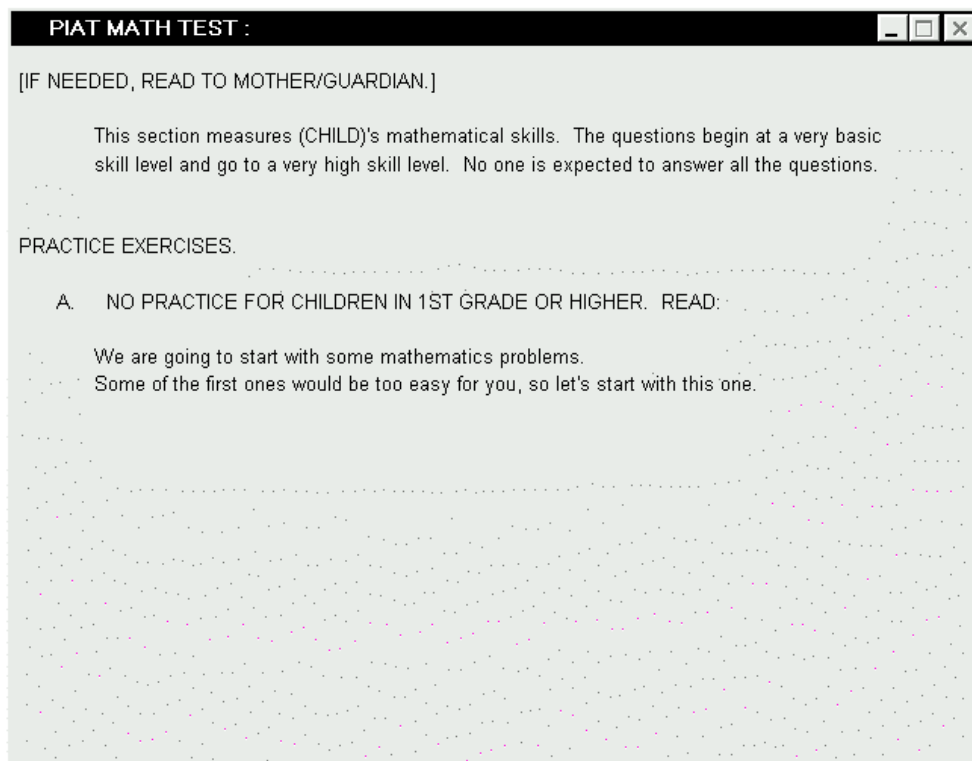 PIAT MATH TEST :
[IF NEEDED, READ TO MOTHER/GUARDIAN.]
This section measures (CHILD)'s mathematical skills. The questions begin at a very basic
skill level and go to a very high skill level. No one is expected to answer all the questions.
PRACTICE EXERCISES.
A. NO PRACTICE FOR CHILDREN IN 1ST GRADE OR HIGHER. READ:
We are going to start with some mathematics problems.
Some of the first ones would be too easy for you, so let's start with this one.